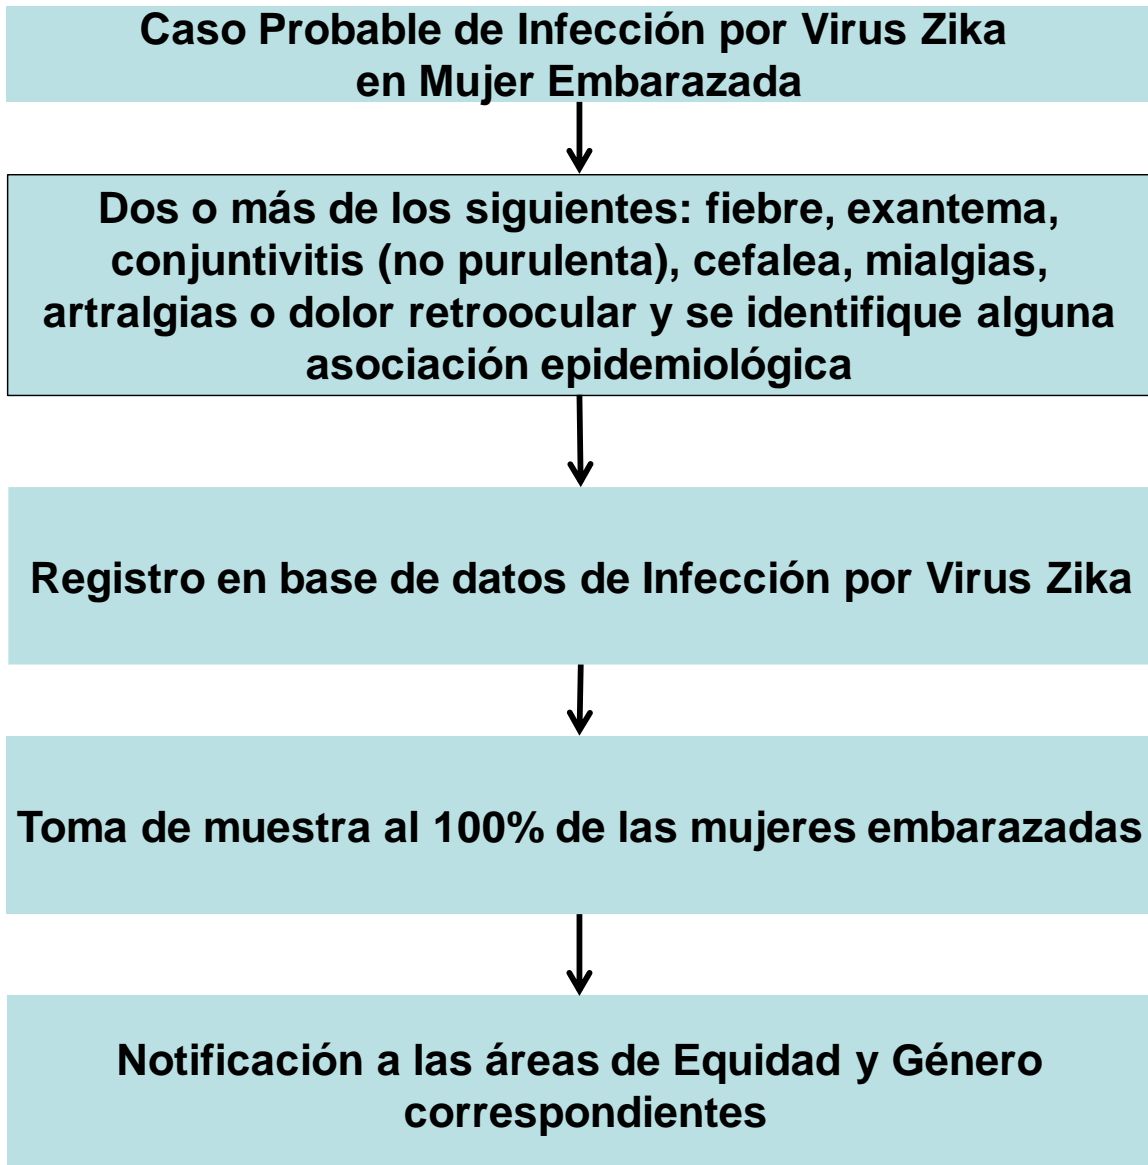 Caso Probable de Infección por Virus Zika
en Mujer Embarazada
Dos o más de los siguientes: fiebre, exantema,
conjuntivitis (no purulenta), cefalea, mialgias,
artralgias o dolor retroocular y se identifique alguna
asociación epidemiológica
Registro en base de datos de Infección por Virus Zika
Toma de muestra al 100% de las mujeres embarazadas
Notificación a las áreas de Equidad y Género
correspondientes